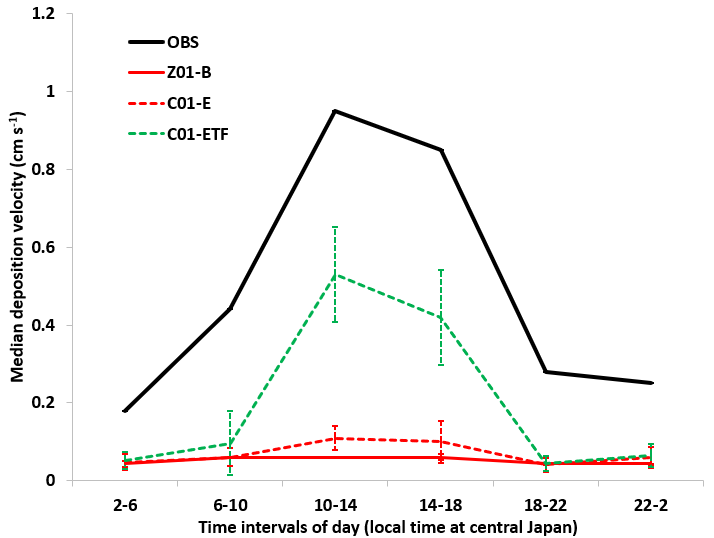 1.2
1
0.8
0.6
0.4
0.2
0
Median deposition velocity (cm s-1)
OBS
Z01-B
C01-E
C01-ETF
2-6 6-10 10-14 14-18 18-22 22-2
Time intervals of day (local time at central Japan)